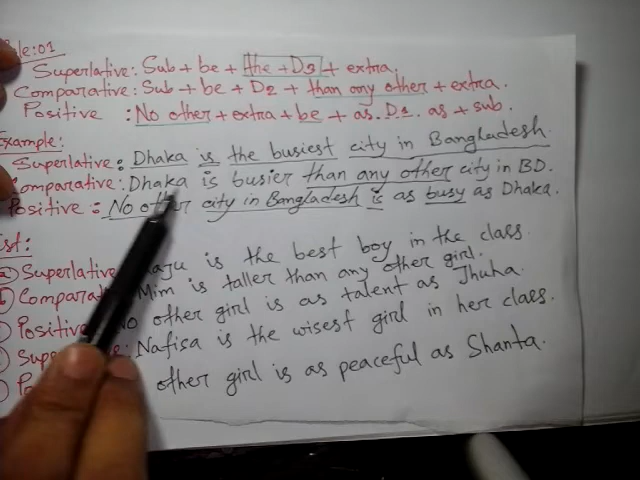 le:01
Superlative: Sub + be + the + D3 + extra.
Comparative: Sub + be + D2 + than any other + extra.
Positive : No other + extra + be + as. D1. as + sub.
Example:
Superlative: Dhaka is the busiest city in Bangladesh.
Comparative: Dhaka is busier than any other city in BD.
Positive: No other city in Bangladesh is as busy as Dhaka.
st:
Superlative is the best boy in the class.
Compara Mim is taller than any other girl.
Positive No other girl is as talent as Jhuha.
Sup Nafisa is the wisest girl in her class.
other girl is as peaceful as Shanta.